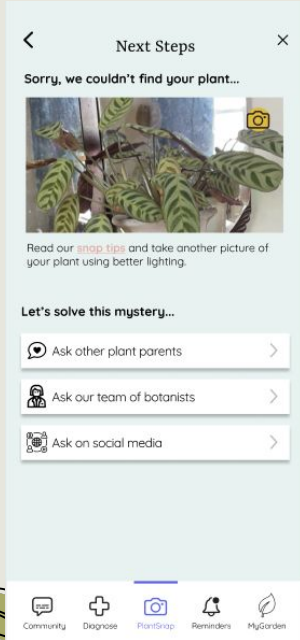 Next Steps
Sorry, we couldn't find your plant...
Read our snap tips and take another picture of
your plant using better lighting.
Let's solve this mystery...
Ask other plant parents
Ask our team of botanists
Ask on social media
Community Diagnose PlantSnap Reminders MyGarden